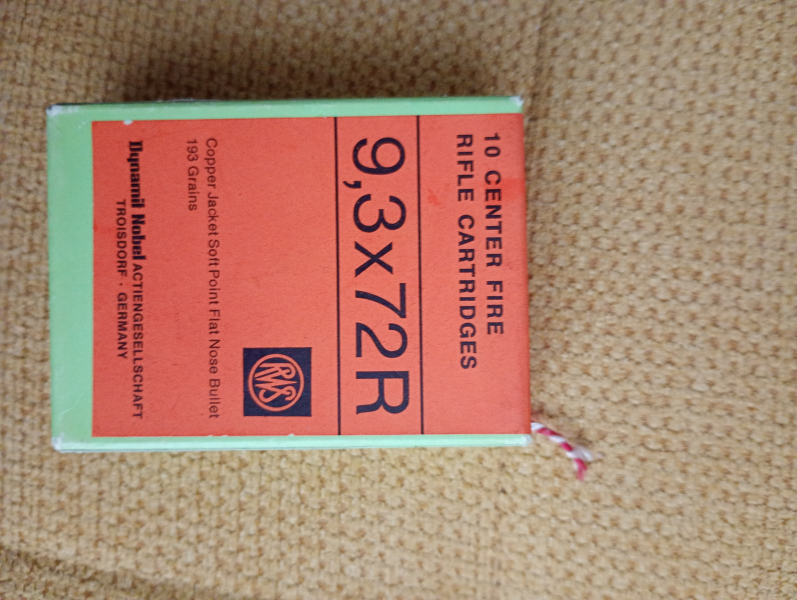 10 CENTER FIRE
RIFLE CARTRIDGES
9,3x72R
RWS
Copper Jacket Soft Point Flat Nose Bullet
193 Grains
Dynamit Nobel AKTIENGESELLSCHAFT
TROISDORF · GERMANY